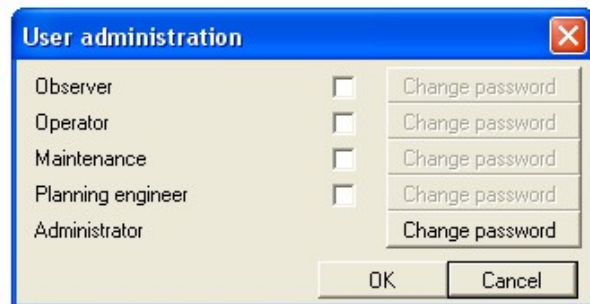 User administration
Observer Change password
Operator Change password
Maintenance Change password
Planning engineer Change password
Administrator Change password
OK Cancel